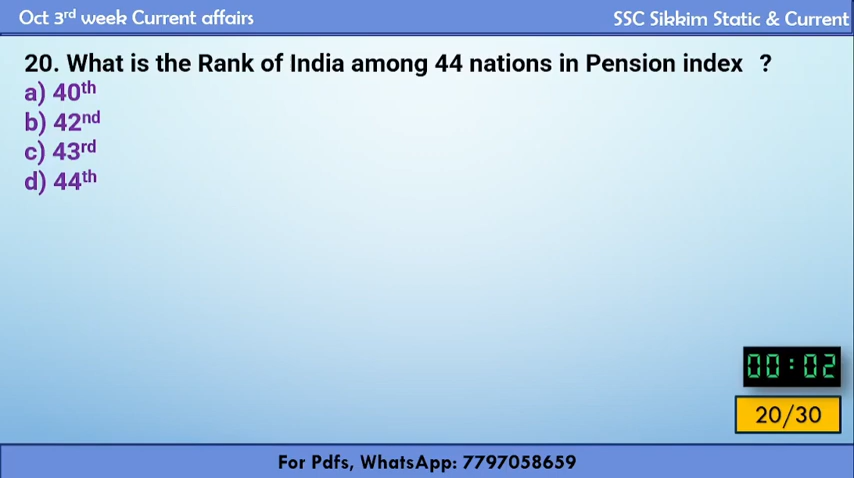 Oct 3rd week Current affairs
SSC Sikkim Static & Current
20. What is the Rank of India among 44 nations in Pension index ?
a) 40th
b) 42nd
c) 43rd
d) 44th
00:02
20/30
For Pdfs, WhatsApp: 7797058659